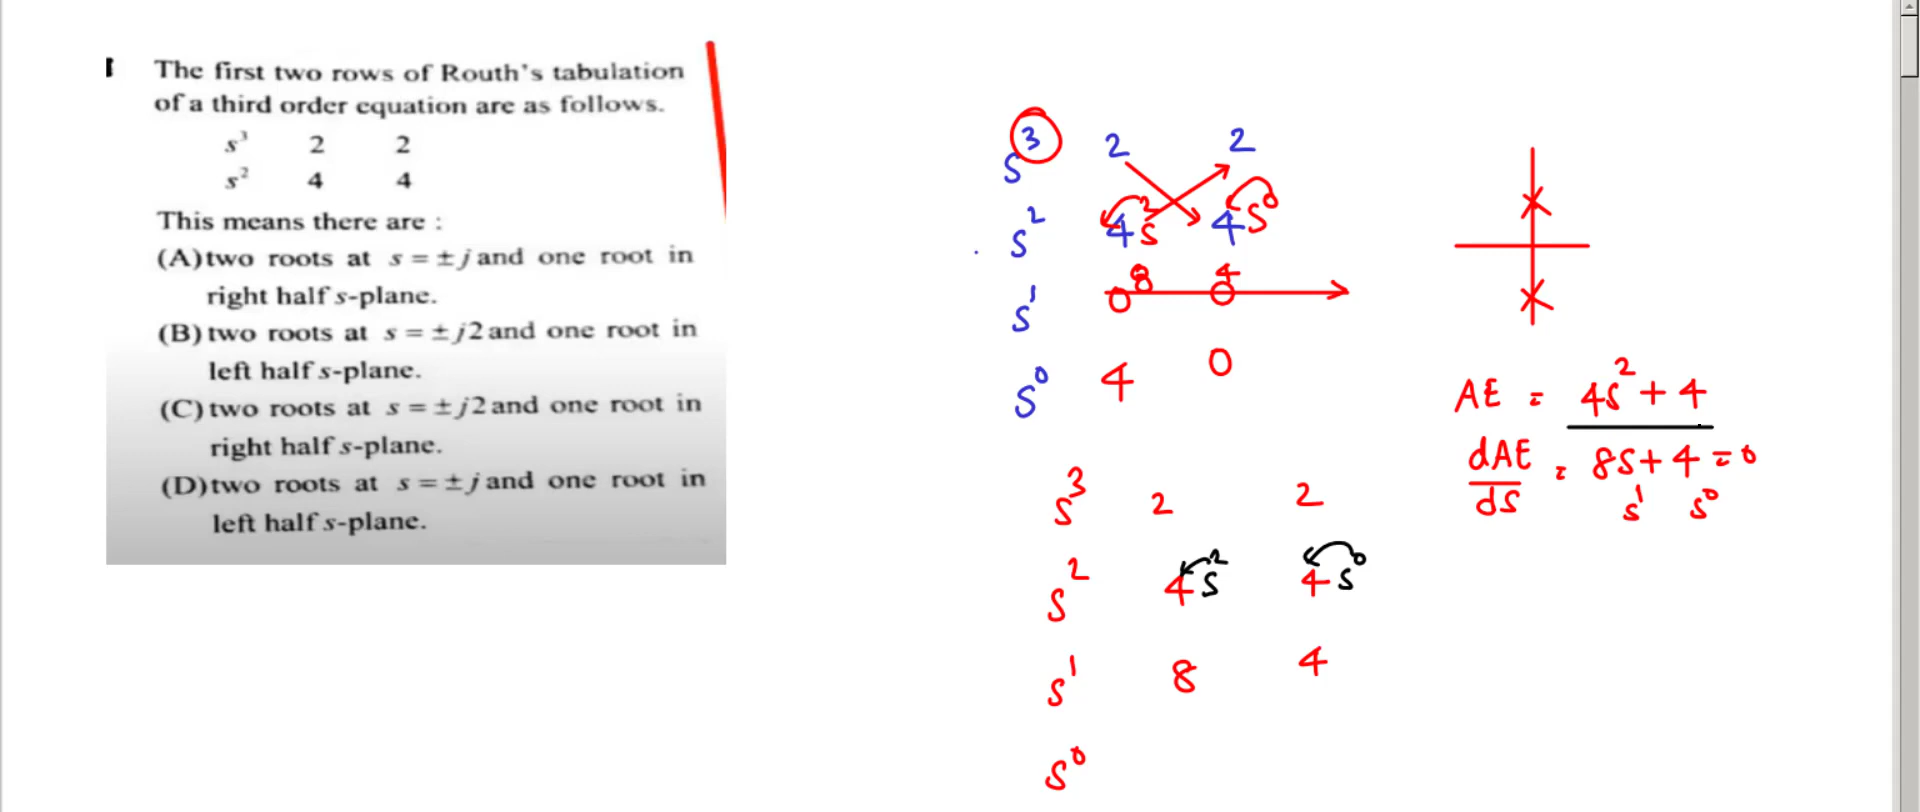 The first two rows of Routh's tabulation
of a third order equation are as follows.
s³ 2 2
s² 4 4
This means there are :
(A) two roots at s = ± j and one root in
right half s-plane.
(B) two roots at s = ± j2 and one root in
left half s-plane.
(C) two roots at s = ± j2 and one root in
right half s-plane.
(D) two roots at s = ± j and one root in
left half s-plane.
s³ 2 2
s² 4s² 4s⁰
s¹ 0 8 0 4
s⁰ 4 0
AE = 4s² + 4
dAE/ds = 8s + 4 = 0
s¹ s⁰
s³ 2 2
s² 4s² 4s⁰
s¹ 8 4
s⁰